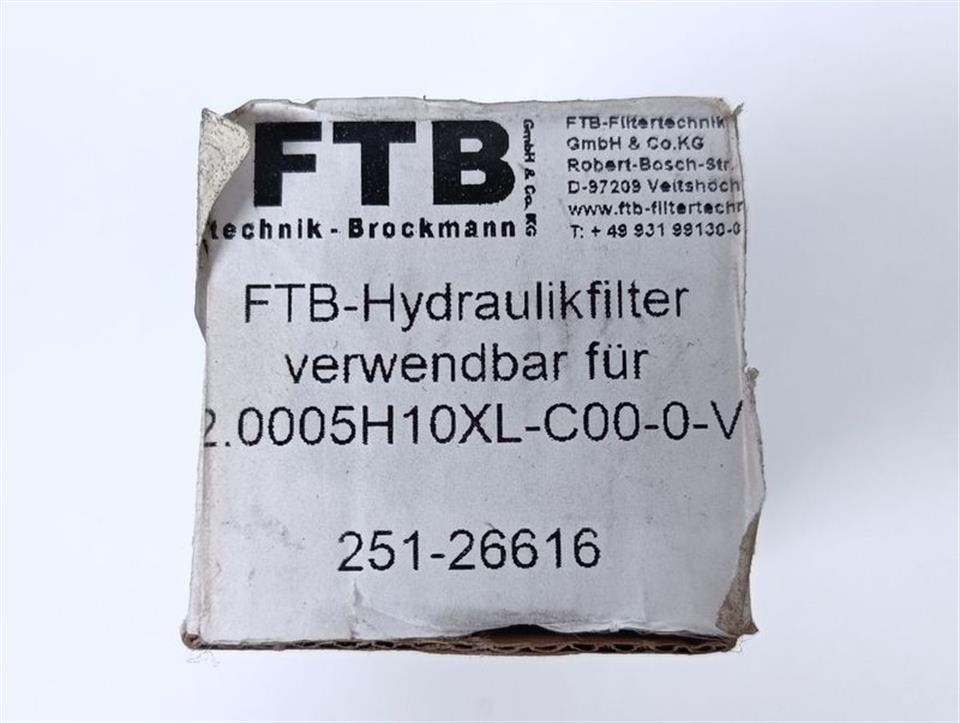 FTB
GmbH & Co. KG
technik - Brockmann
FTB-Filtertechnik
GmbH & Co.KG
Robert-Bosch-Str.
D-97209 Veitshöch
www.ftb-filtertechn
T: + 49 931 99130-0
FTB-Hydraulikfilter
verwendbar für
2.0005H10XL-C00-0-V
251-26616